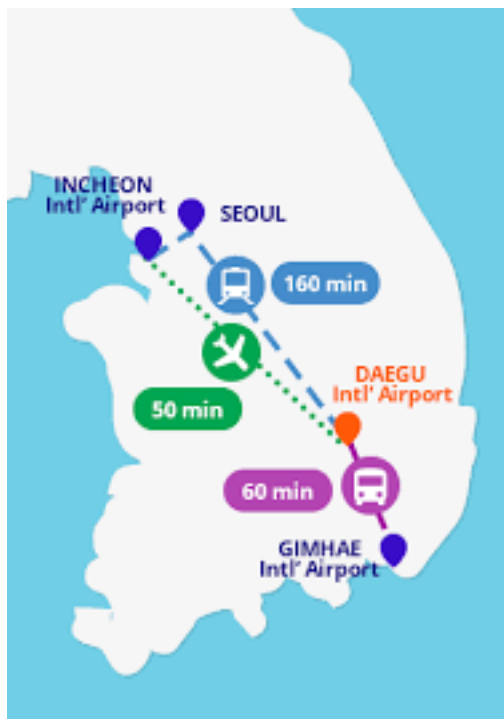 INCHEON
Intl’ Airport
SEOUL
160 min
50 min
DAEGU
Intl’ Airport
60 min
GIMHAE
Intl’ Airport